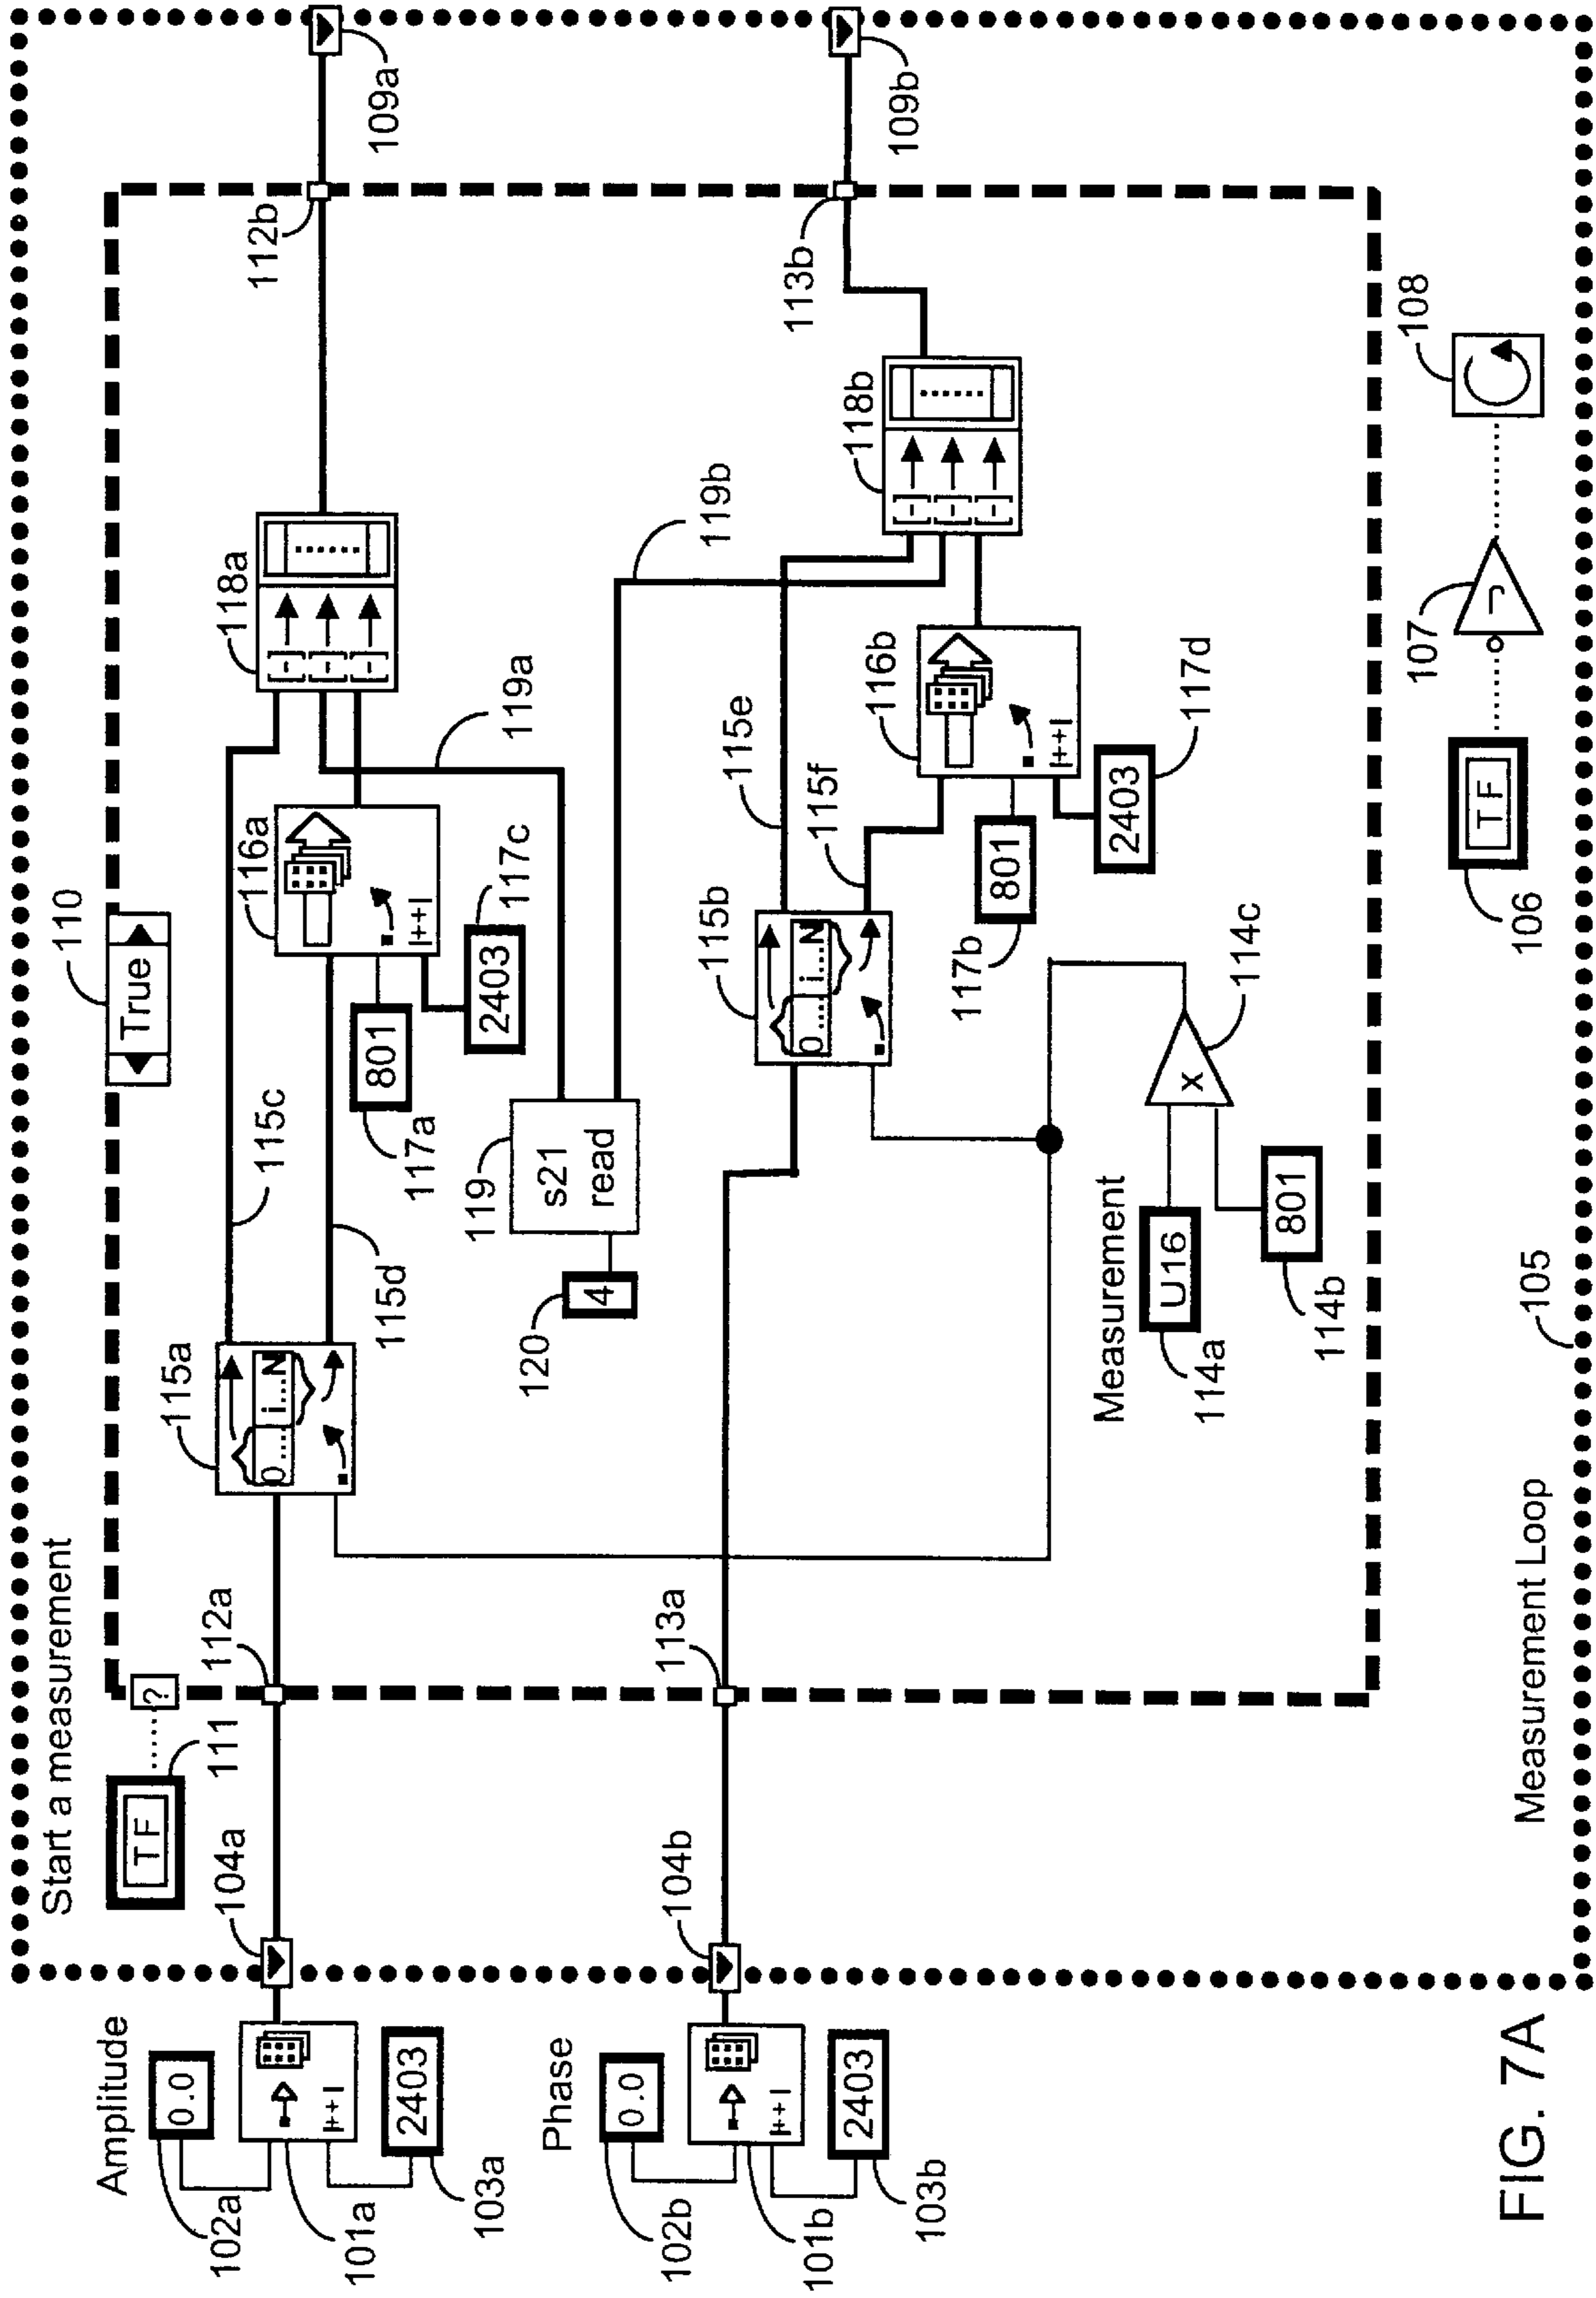 Start a measurement
110
True
T F
111
?
112a
112b
104a
109a
Amplitude
0.0
102a
101a
2403
103a
115a
0.....i...N
115c
115d
116a
801
117a
2403
117c
118a
119
s21
read
4
120
119a
119b
Phase
0.0
102b
101b
2403
103b
104b
113a
113b
109b
115b
0.....i...N
115e
115f
116b
801
117b
2403
117d
118b
Measurement
U16
114a
801
114b
x
114c
T F
106
107
108
Measurement Loop
105
FIG. 7A